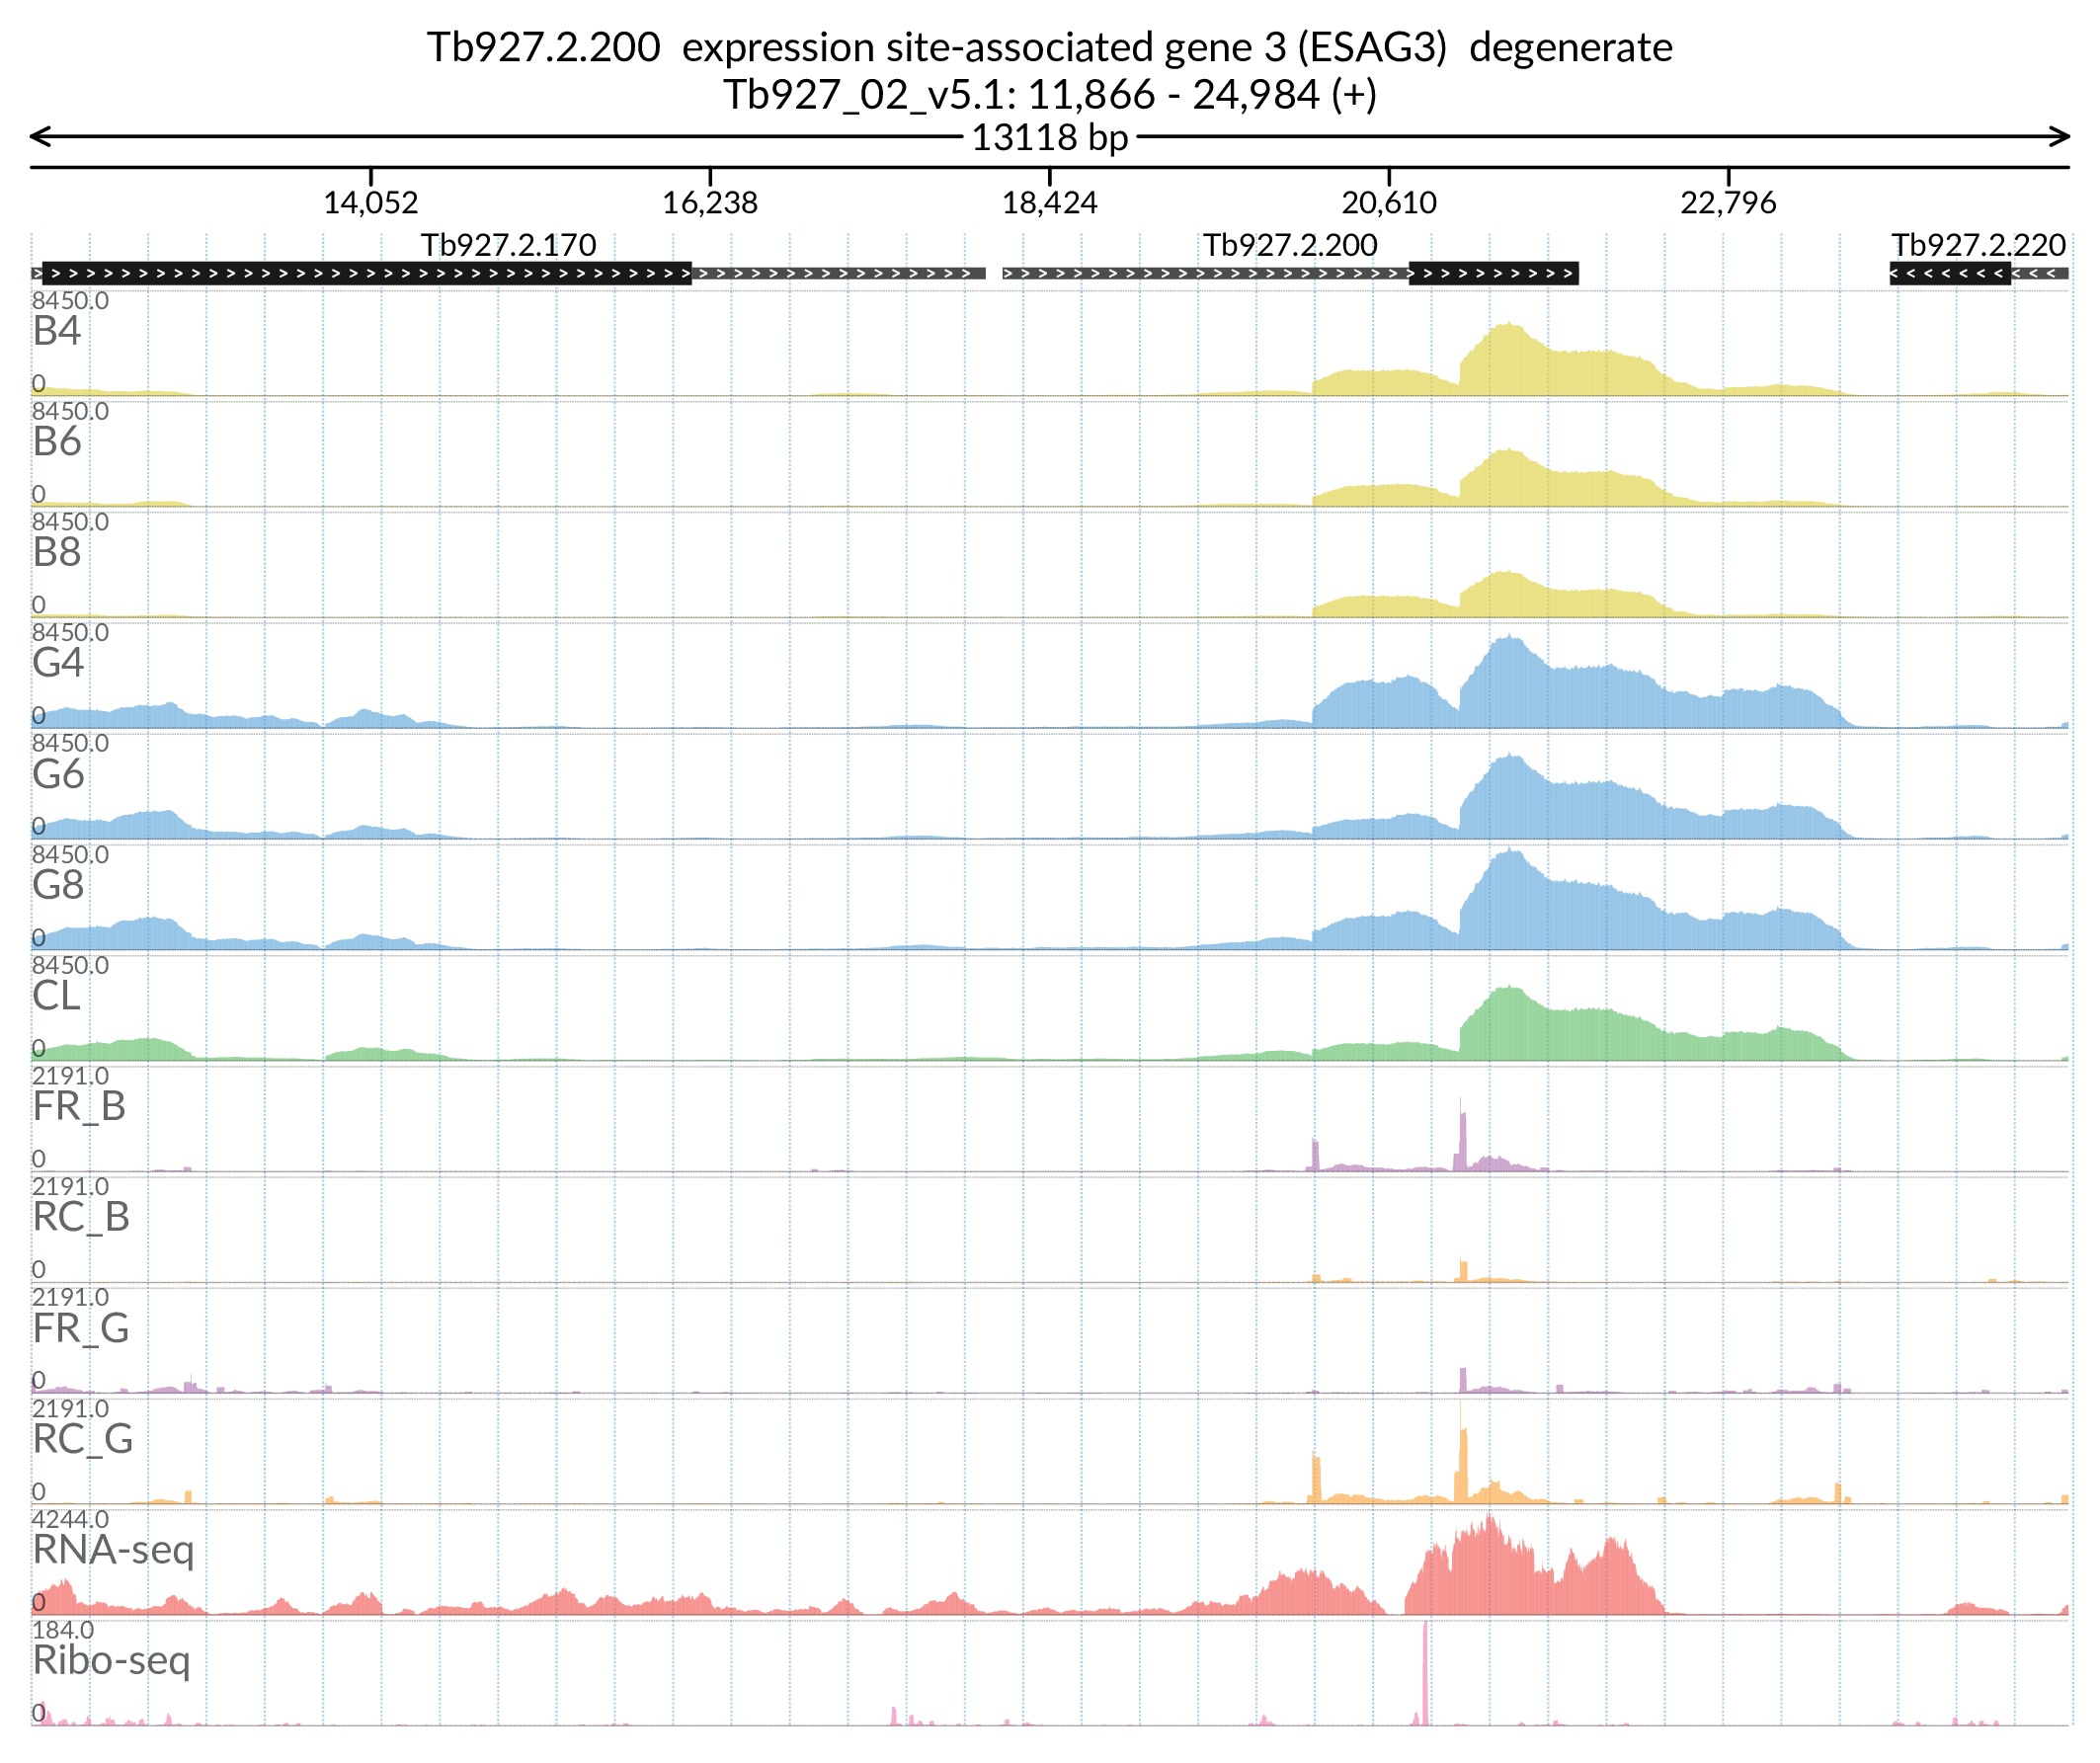 Tb927.2.200 expression site-associated gene 3 (ESAG3) degenerate
Tb927_02_v5.1: 11,866 - 24,984 (+)
13118 bp
14,052 16,238 18,424 20,610 22,796
Tb927.2.170 Tb927.2.200 Tb927.2.220
8450.0
B4
0
8450.0
B6
0
8450.0
B8
0
8450.0
G4
0
8450.0
G6
0
8450.0
G8
0
8450.0
CL
0
2191.0
FR_B
0
2191.0
RC_B
0
2191.0
FR_G
0
2191.0
RC_G
0
4244.0
RNA-seq
0
184.0
Ribo-seq
0